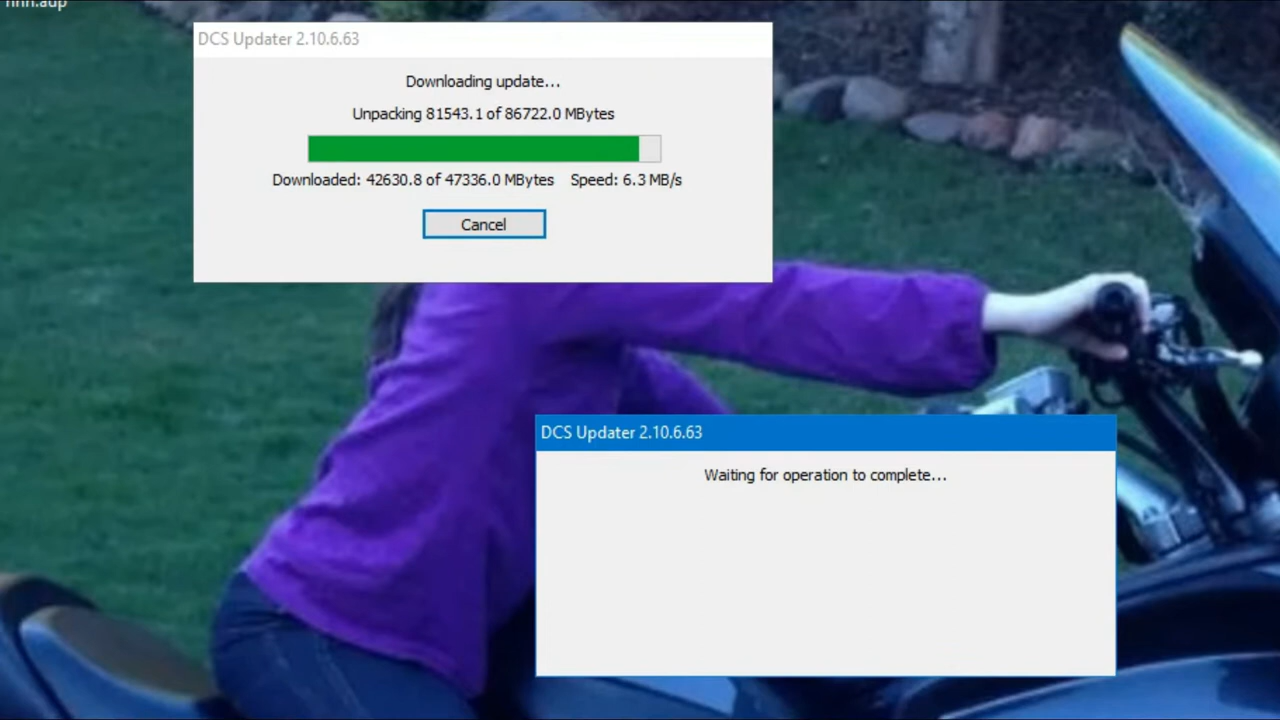 nnn.aup
DCS Updater 2.10.6.63
Downloading update...
Unpacking 81543.1 of 86722.0 MBytes
Downloaded: 42630.8 of 47336.0 MBytes Speed: 6.3 MB/s
Cancel
DCS Updater 2.10.6.63
Waiting for operation to complete...